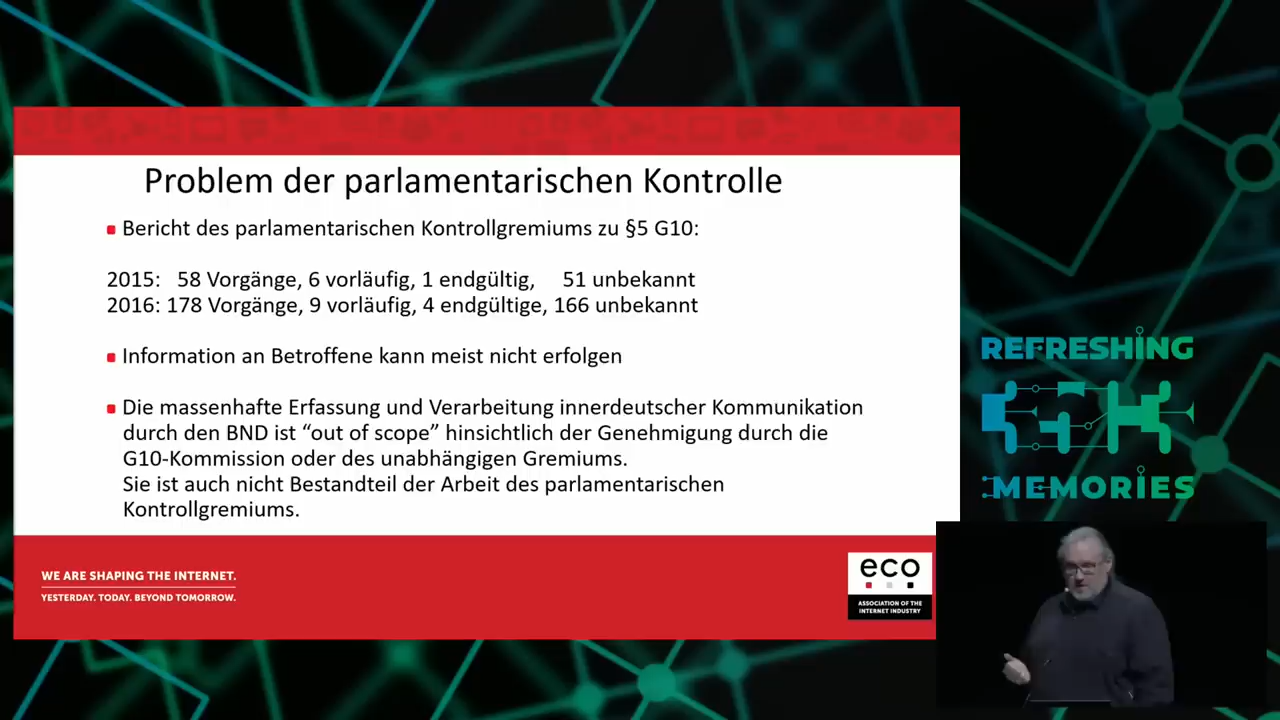 Problem der parlamentarischen Kontrolle
Bericht des parlamentarischen Kontrollgremiums zu §5 G10:
2015: 58 Vorgänge, 6 vorläufig, 1 endgültig, 51 unbekannt
2016: 178 Vorgänge, 9 vorläufig, 4 endgültige, 166 unbekannt
Information an Betroffene kann meist nicht erfolgen
Die massenhafte Erfassung und Verarbeitung innerdeutscher Kommunikation
durch den BND ist “out of scope” hinsichtlich der Genehmigung durch die
G10-Kommission oder des unabhängigen Gremiums.
Sie ist auch nicht Bestandteil der Arbeit des parlamentarischen
Kontrollgremiums.
WE ARE SHAPING THE INTERNET.
YESTERDAY. TODAY. BEYOND TOMORROW.
eco
ASSOCIATION OF THE
INTERNET INDUSTRY
REFRESHING
MEMORIES